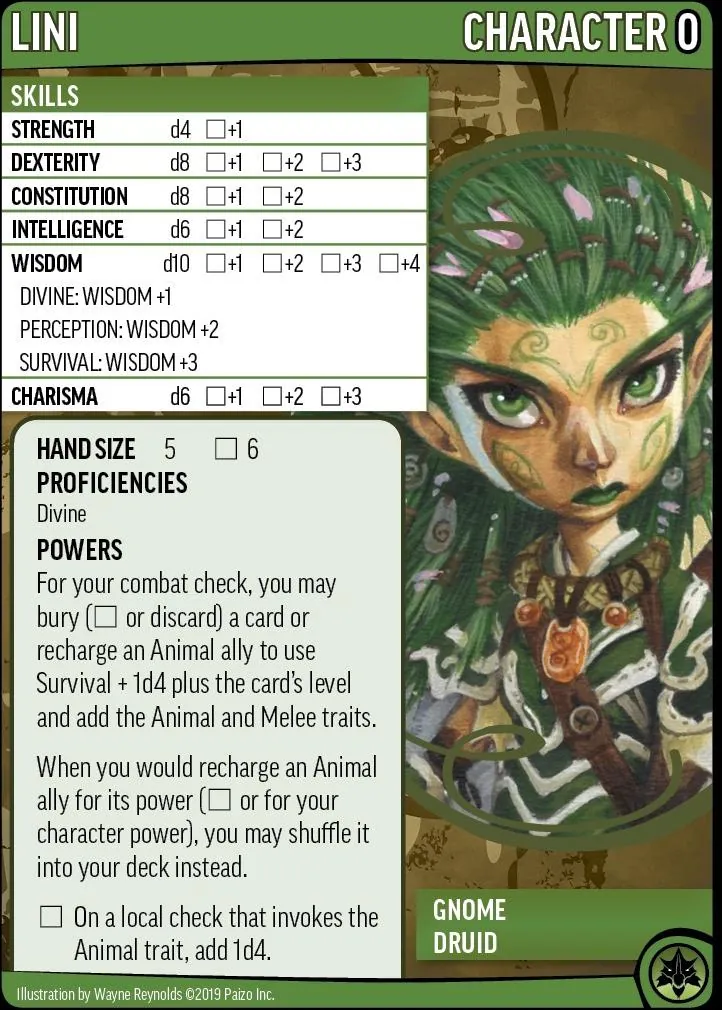 LINI
CHARACTER 0
SKILLS
STRENGTH d4 ☐+1
DEXTERITY d8 ☐+1 ☐+2 ☐+3
CONSTITUTION d8 ☐+1 ☐+2
INTELLIGENCE d6 ☐+1 ☐+2
WISDOM d10 ☐+1 ☐+2 ☐+3 ☐+4
DIVINE: WISDOM +1
PERCEPTION: WISDOM +2
SURVIVAL: WISDOM +3
CHARISMA d6 ☐+1 ☐+2 ☐+3
HAND SIZE 5 ☐ 6
PROFICIENCIES
Divine
POWERS
For your combat check, you may
bury (☐ or discard) a card or
recharge an Animal ally to use
Survival + 1d4 plus the card's level
and add the Animal and Melee traits.
When you would recharge an Animal
ally for its power (☐ or for your
character power), you may shuffle it
into your deck instead.
☐ On a local check that invokes the
Animal trait, add 1d4.
GNOME
DRUID
Illustration by Wayne Reynolds ©2019 Paizo Inc.